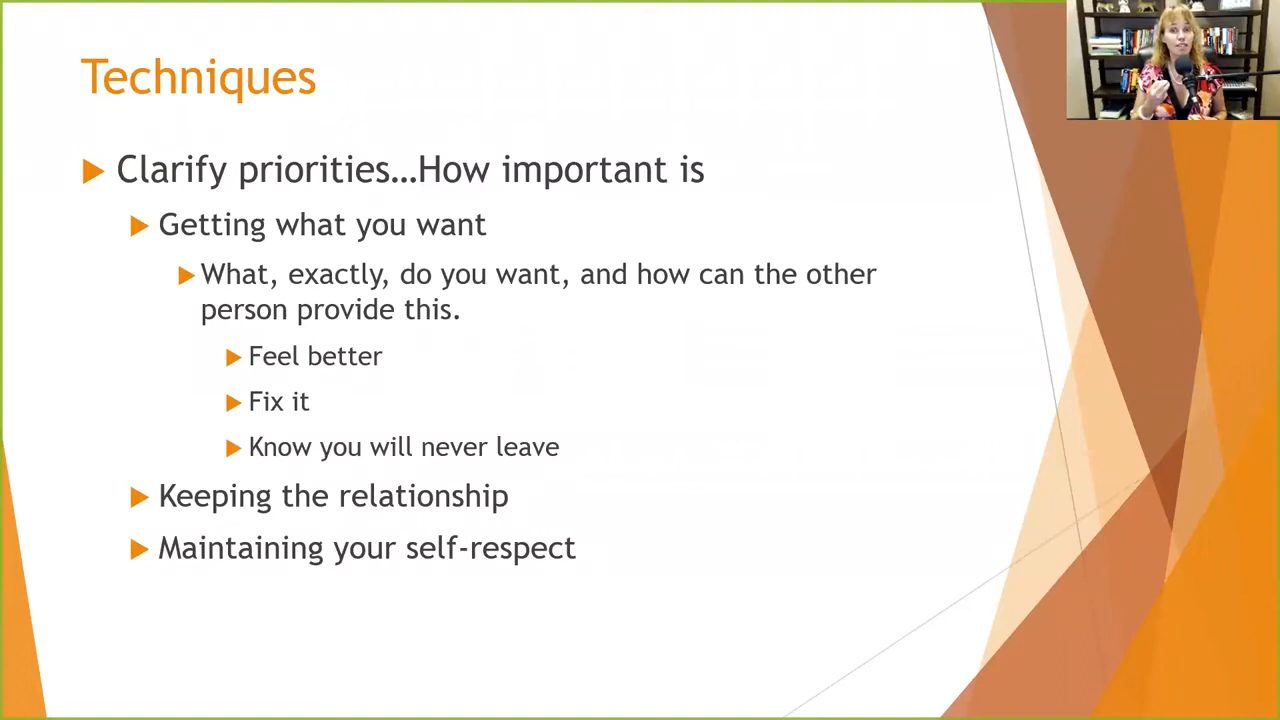 Techniques
Clarify priorities…How important is
Getting what you want
What, exactly, do you want, and how can the other
person provide this.
Feel better
Fix it
Know you will never leave
Keeping the relationship
Maintaining your self-respect